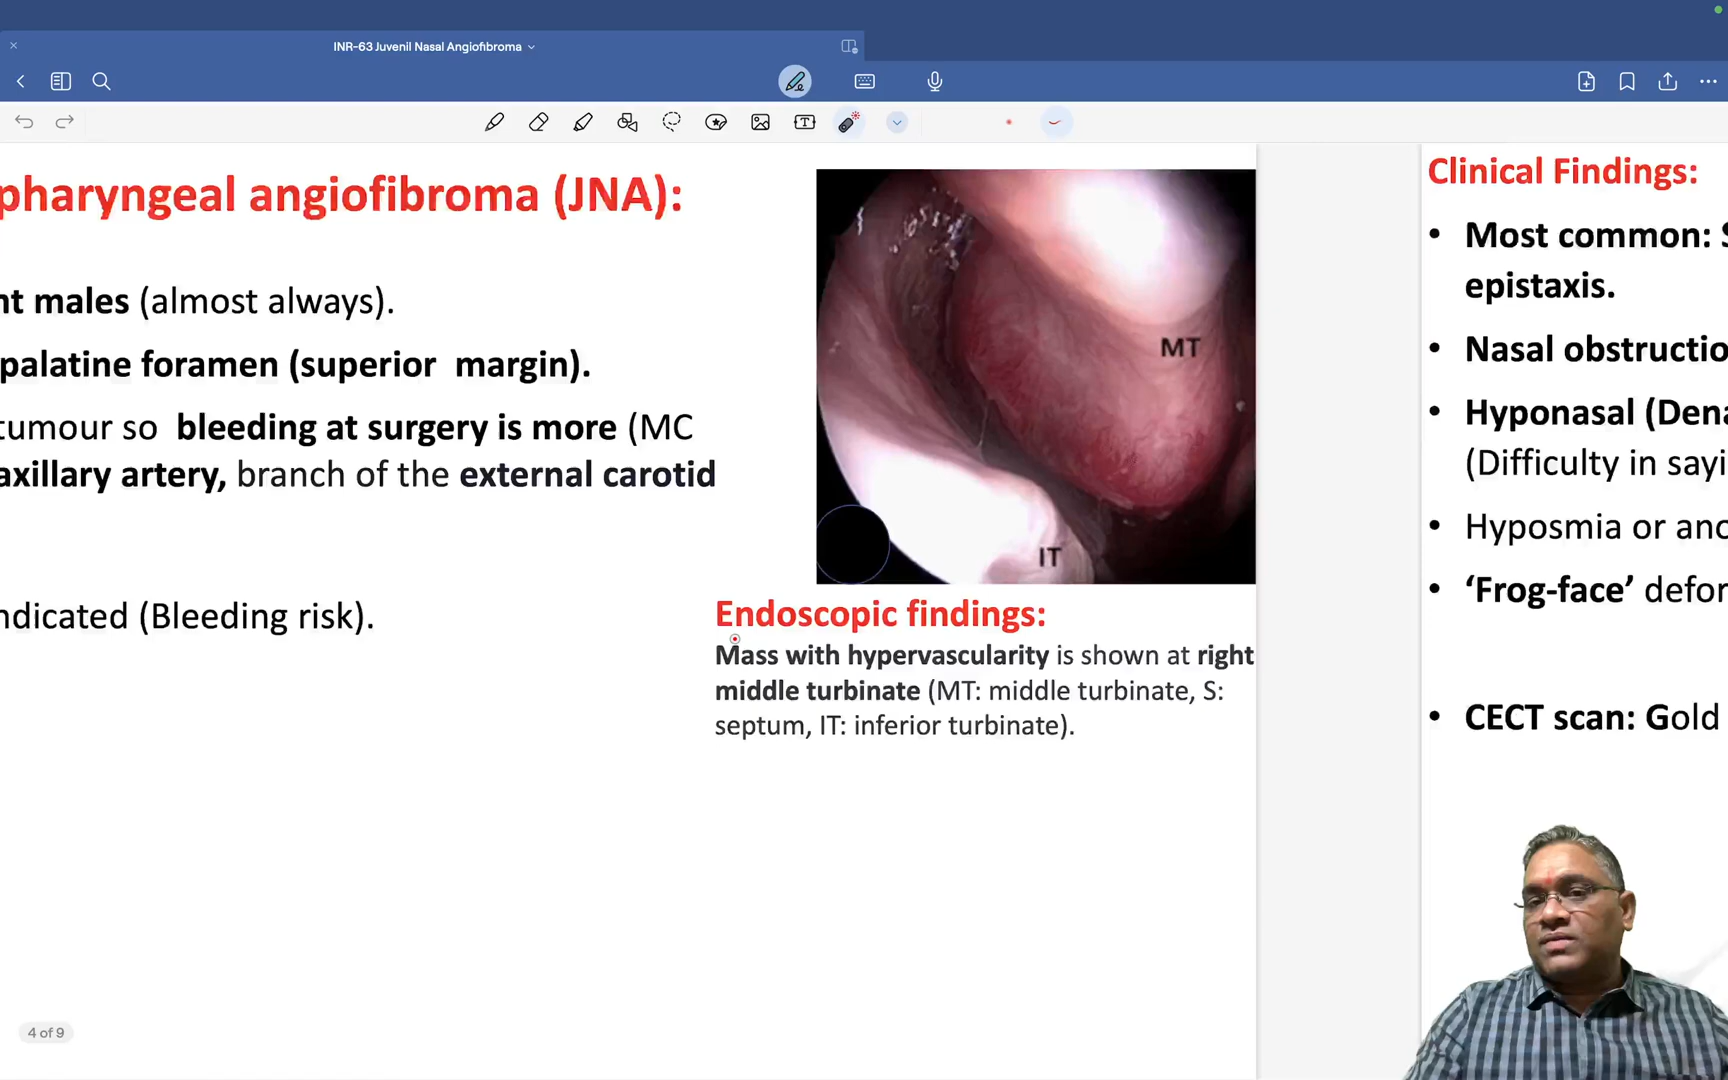 INR-63 Juvenil Nasal Angiofibroma
pharyngeal angiofibroma (JNA):
nt males (almost always).
palatine foramen (superior margin).
tumour so bleeding at surgery is more (MC
axillary artery, branch of the external carotid
ndicated (Bleeding risk).
MT
IT
Endoscopic findings:
Mass with hypervascularity is shown at right
middle turbinate (MT: middle turbinate, S:
septum, IT: inferior turbinate).
Clinical Findings:
• Most common: S
epistaxis.
• Nasal obstructio
• Hyponasal (Dena
(Difficulty in sayi
• Hyposmia or ano
• ‘Frog-face’ defor
• CECT scan: Gold
4 of 9